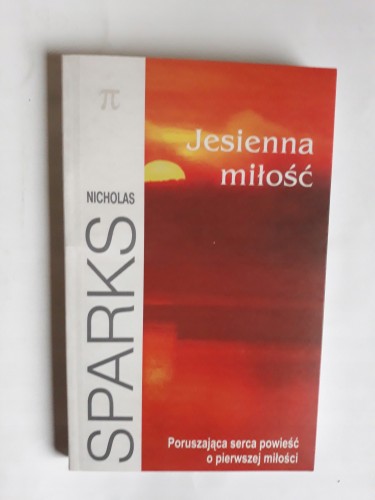 π
NICHOLAS
SPARKS
Jesienna
miłość
Poruszająca serca powieść
o pierwszej miłości